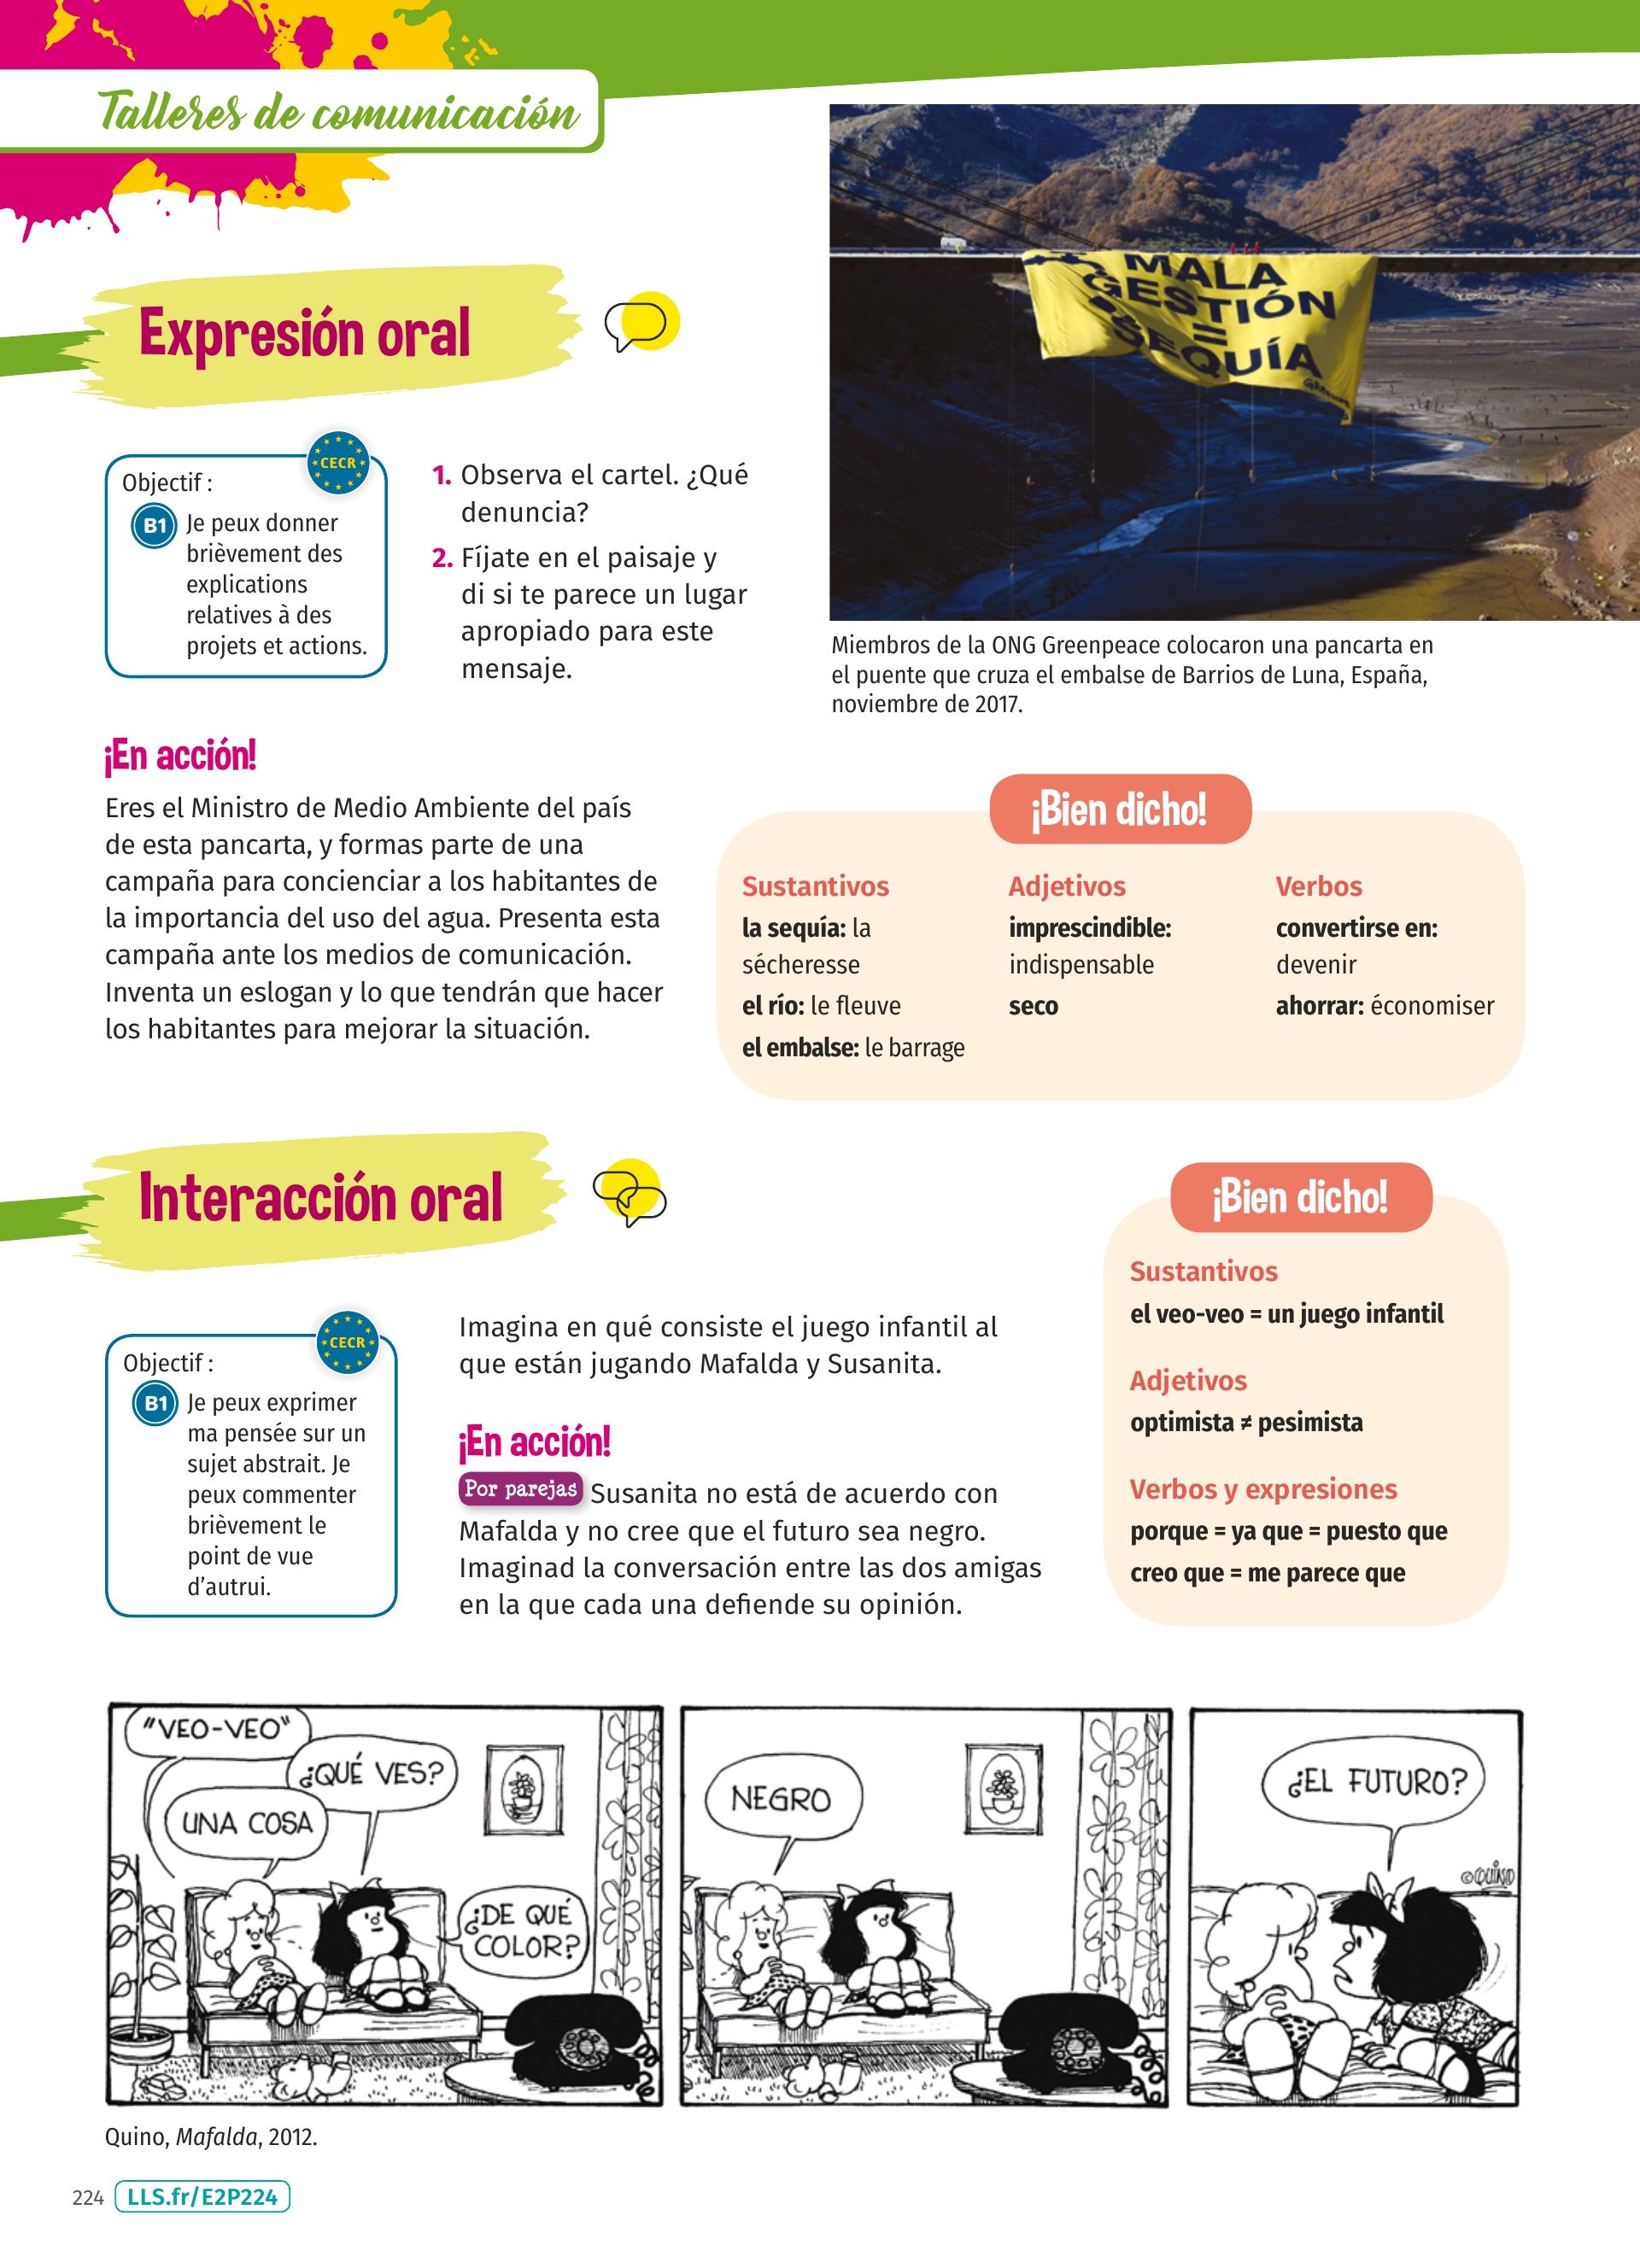 Talleres de comunicación
MALA
GESTIÓN
=
SEQUÍA
Expresión oral
CECR
Objectif :
B1 Je peux donner
brièvement des
explications
relatives à des
projets et actions.
1. Observa el cartel. ¿Qué
denuncia?
2. Fíjate en el paisaje y
di si te parece un lugar
apropiado para este
mensaje.
Miembros de la ONG Greenpeace colocaron una pancarta en
el puente que cruza el embalse de Barrios de Luna, España,
noviembre de 2017.
¡En acción!
Eres el Ministro de Medio Ambiente del país
de esta pancarta, y formas parte de una
campaña para concienciar a los habitantes de
la importancia del uso del agua. Presenta esta
campaña ante los medios de comunicación.
Inventa un eslogan y lo que tendrán que hacer
los habitantes para mejorar la situación.
¡Bien dicho!
Sustantivos
la sequía: la
sécheresse
el río: le fleuve
el embalse: le barrage
Adjetivos
imprescindible:
indispensable
seco
Verbos
convertirse en:
devenir
ahorrar: économiser
Interacción oral
CECR
Objectif :
B1 Je peux exprimer
ma pensée sur un
sujet abstrait. Je
peux commenter
brièvement le
point de vue
d'autrui.
Imagina en qué consiste el juego infantil al
que están jugando Mafalda y Susanita.
¡En acción!
Por parejas Susanita no está de acuerdo con
Mafalda y no cree que el futuro sea negro.
Imaginad la conversación entre las dos amigas
en la que cada una defiende su opinión.
¡Bien dicho!
Sustantivos
el veo-veo = un juego infantil
Adjetivos
optimista ≠ pesimista
Verbos y expresiones
porque = ya que = puesto que
creo que = me parece que
"VEO-VEO"
¿QUÉ VES?
UNA COSA
¿DE QUÉ
COLOR?
NEGRO
¿EL FUTURO?
©QUINO
Quino, Mafalda, 2012.
224 LLS.fr/E2P224